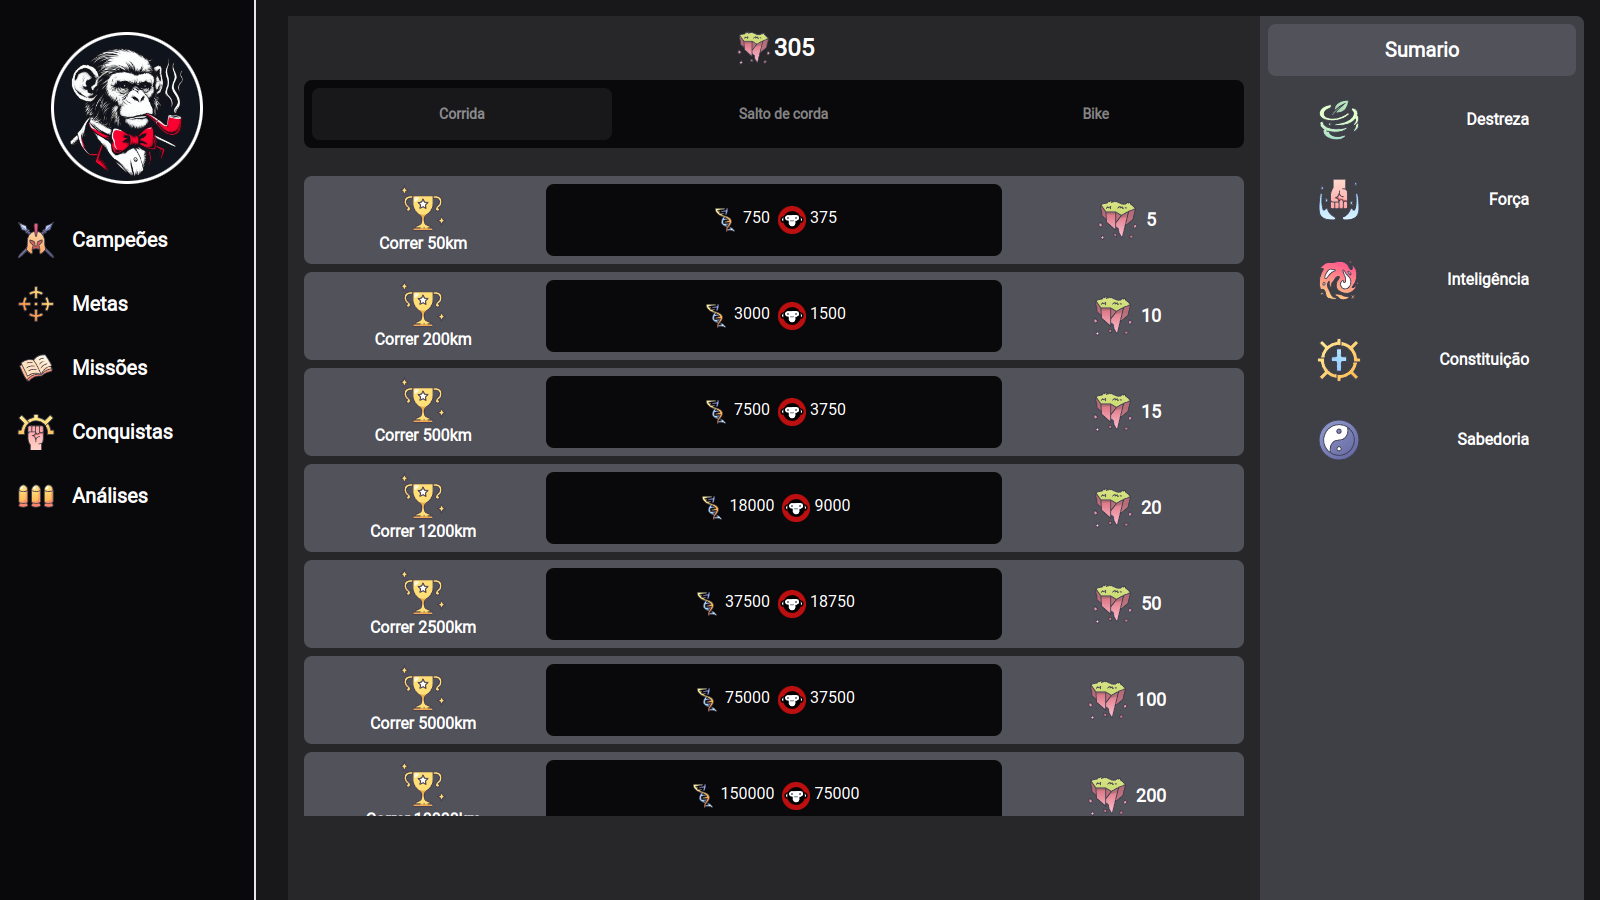 Campeões
Metas
Missões
Conquistas
Análises
305
Corrida
Salto de corda
Bike
Correr 50km
750
375
5
Correr 200km
3000
1500
10
Correr 500km
7500
3750
15
Correr 1200km
18000
9000
20
Correr 2500km
37500
18750
50
Correr 5000km
75000
37500
100
150000
75000
200
Sumario
Destreza
Força
Inteligência
Constituição
Sabedoria